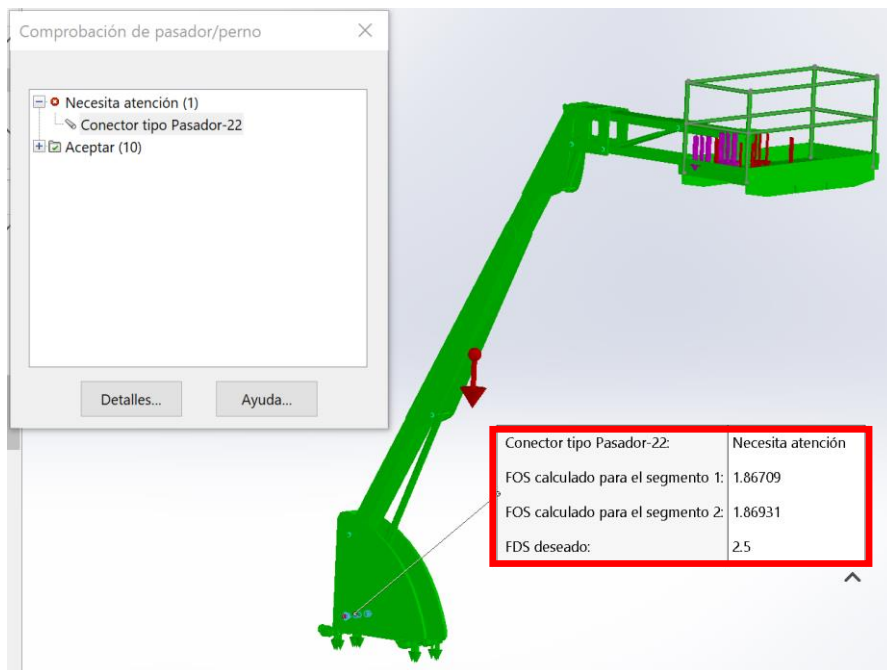 Comprobación de pasador/perno
Necesita atención (1)
Conector tipo Pasador-22
Aceptar (10)
Detalles... Ayuda...
Conector tipo Pasador-22: Necesita atención
FOS calculado para el segmento 1: 1.86709
FOS calculado para el segmento 2: 1.86931
FDS deseado: 2.5